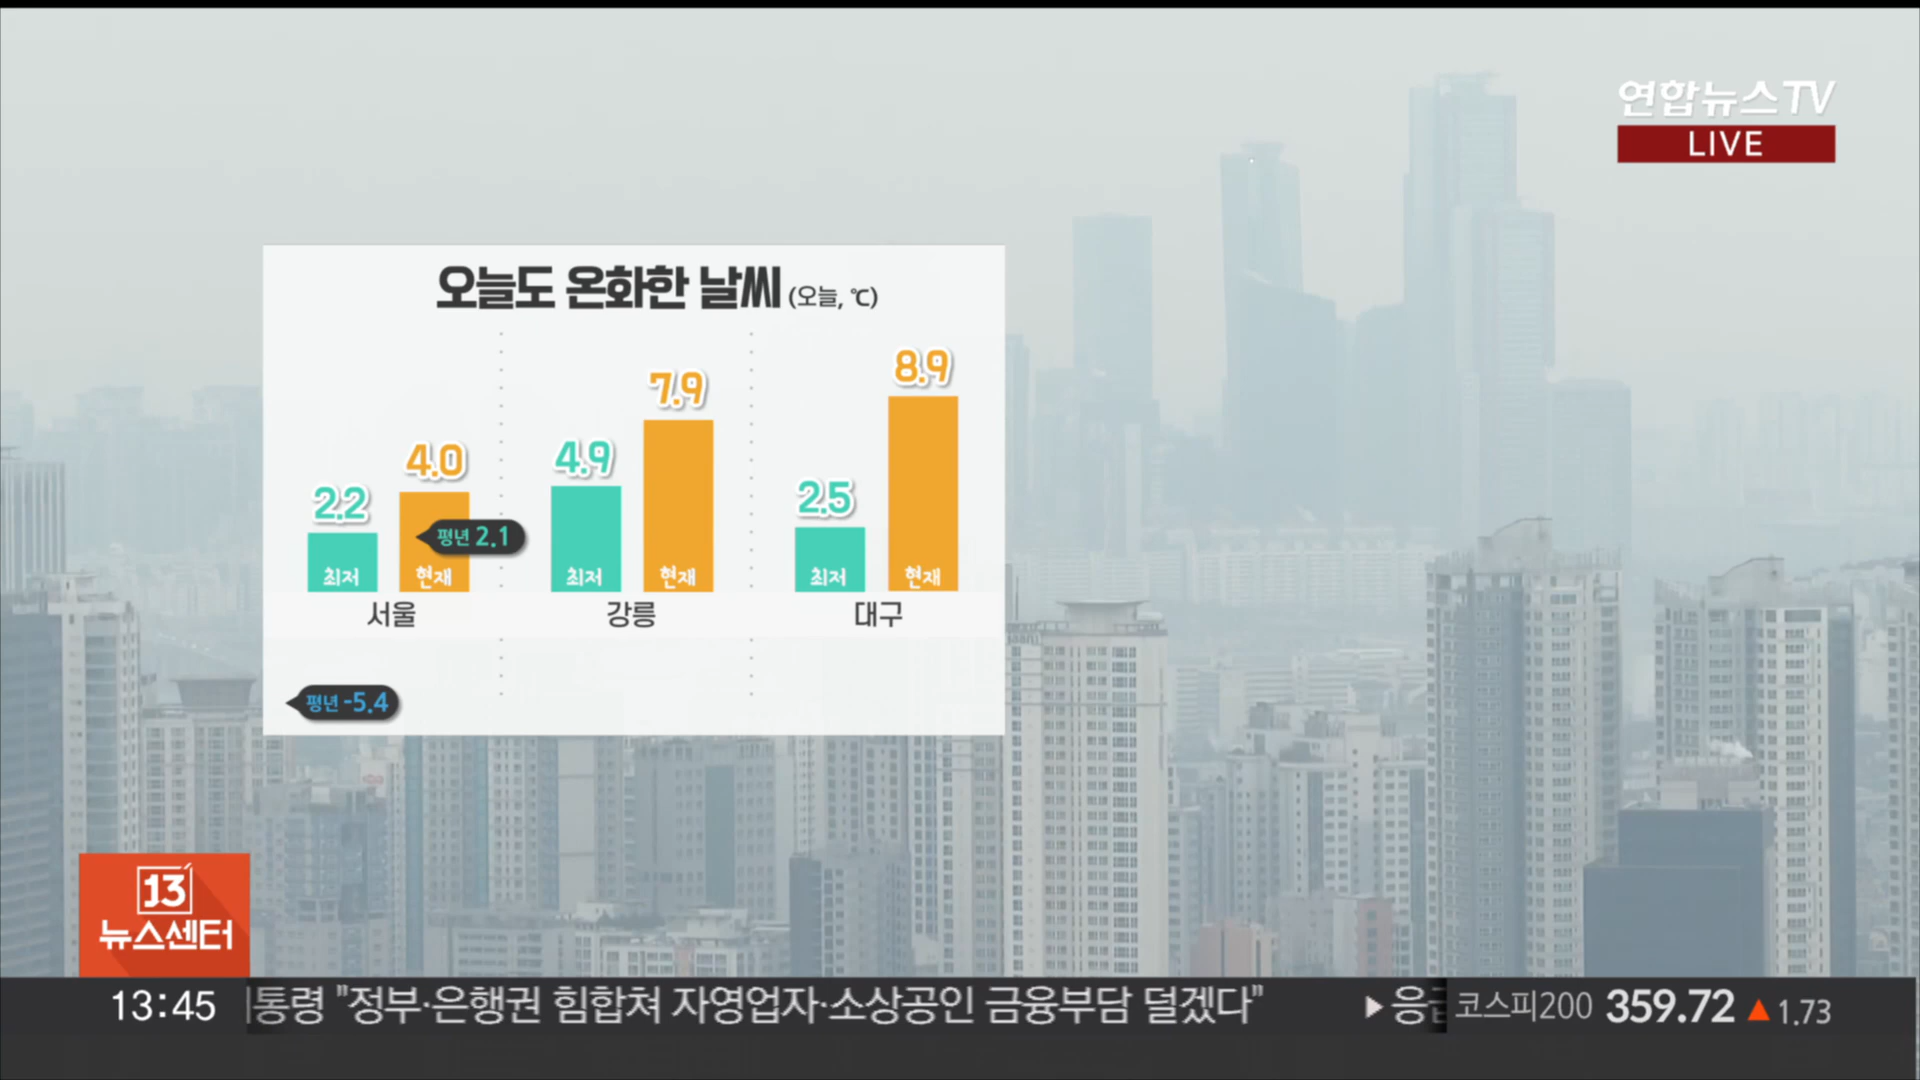 연합뉴스TV
LIVE
오늘도 온화한 날씨 (오늘, ℃)
2.2
4.0
4.9
7.9
2.5
8.9
평년 2.1
최저
현재
최저
현재
최저
현재
서울
강릉
대구
평년 -5.4
13
뉴스센터
13:45
통령 "정부·은행권 힘합쳐 자영업자·소상공인 금융부담 덜겠다"
▶응급
코스피200 359.72 ▲1.73